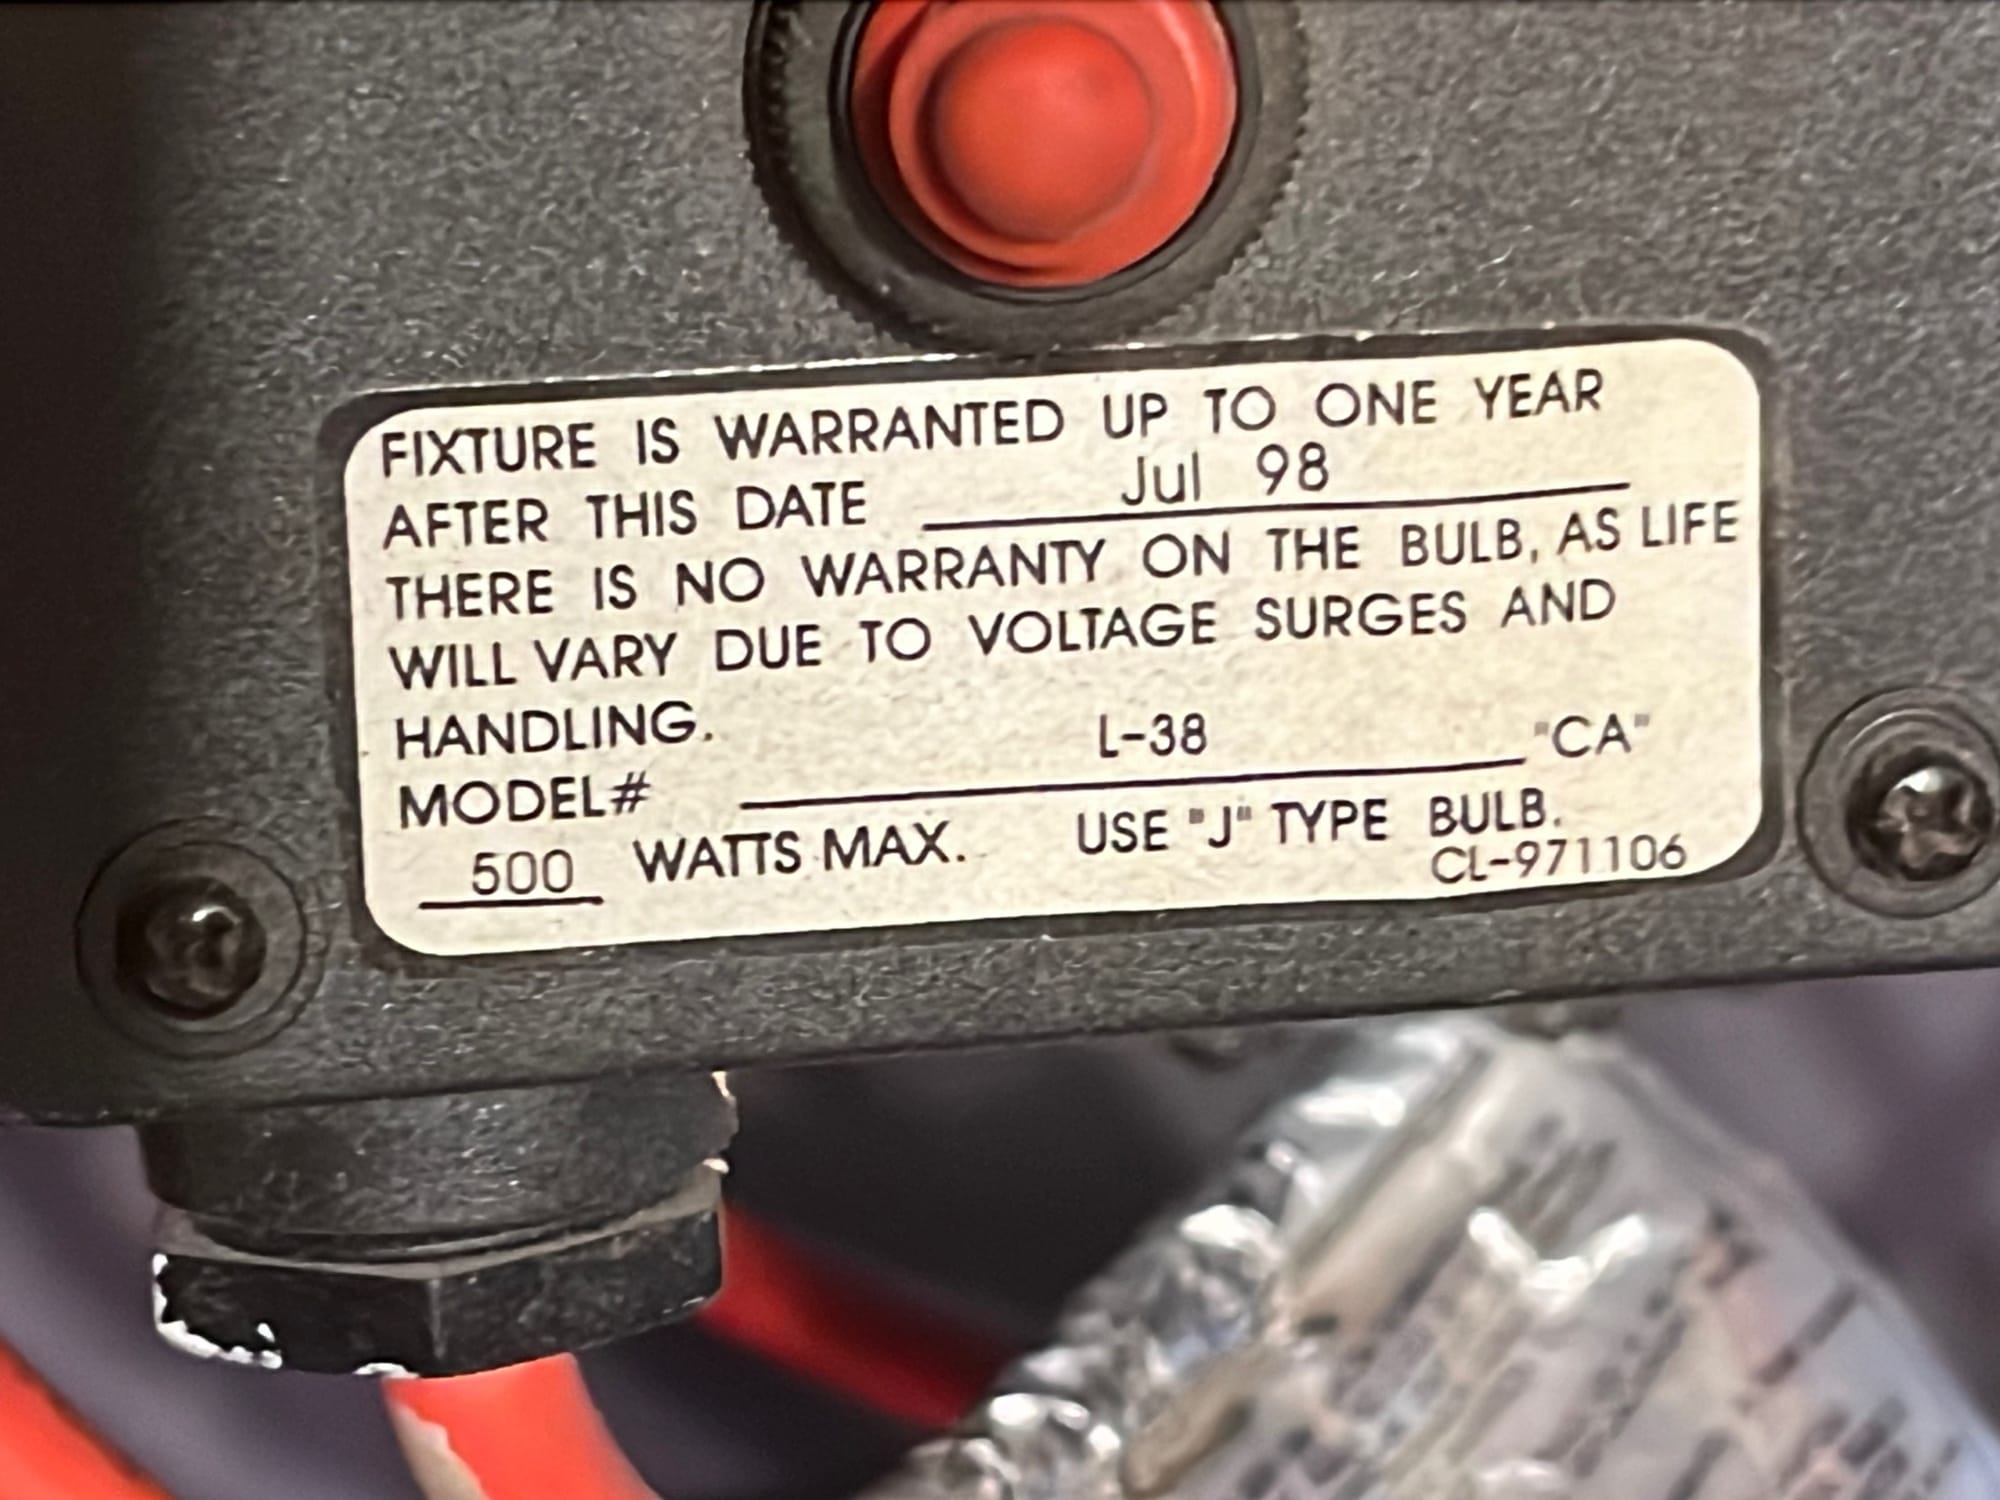 FIXTURE IS WARRANTED UP TO ONE YEAR
AFTER THIS DATE Jul 98
THERE IS NO WARRANTY ON THE BULB, AS LIFE
WILL VARY DUE TO VOLTAGE SURGES AND
HANDLING.
MODEL# L-38 "CA"
500 WATTS MAX. USE "J" TYPE BULB.
CL-971106